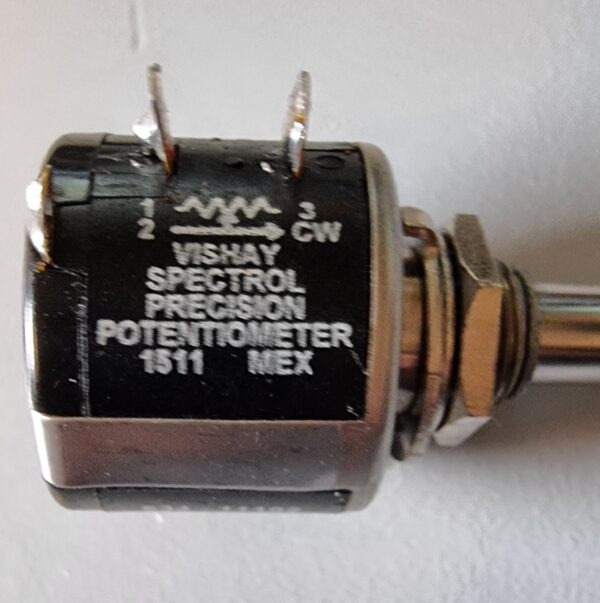 1 3
2 CW
VISHAY
SPECTROL
PRECISION
POTENTIOMETER
1511 MEX